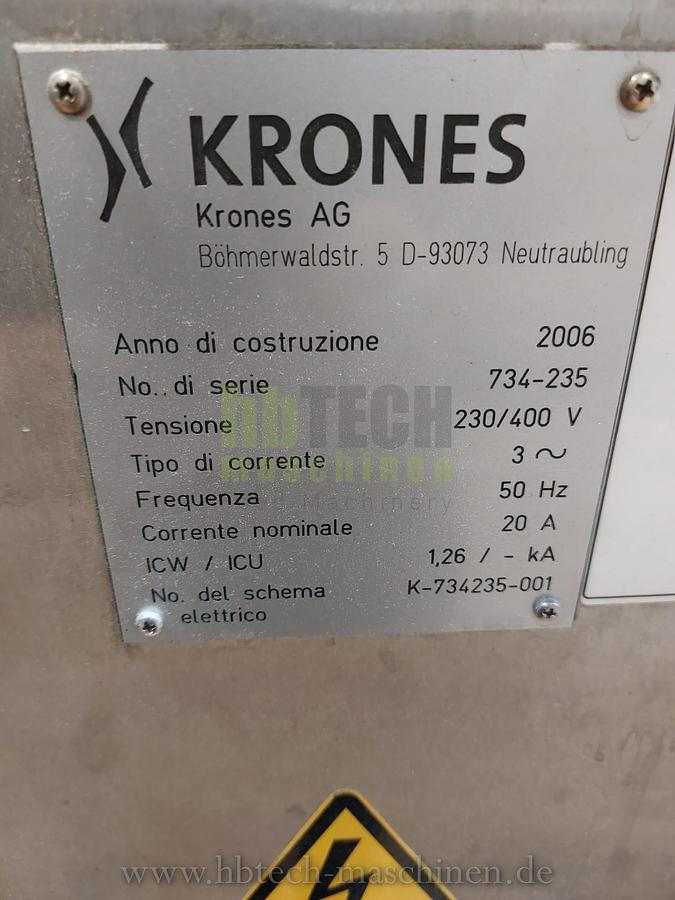 KRONES
Krones AG
Böhmerwaldstr. 5 D-93073 Neutraubling
Anno di costruzione 2006
No. di serie 734-235
Tensione 230/400 V
Tipo di corrente 3 ~
Frequenza 50 Hz
Corrente nominale 20 A
ICW / ICU 1,26 / - kA
No. del schema K-734235-001
elettrico
hbTECH
maschinen
Machinery
www.hbtech-maschinen.de